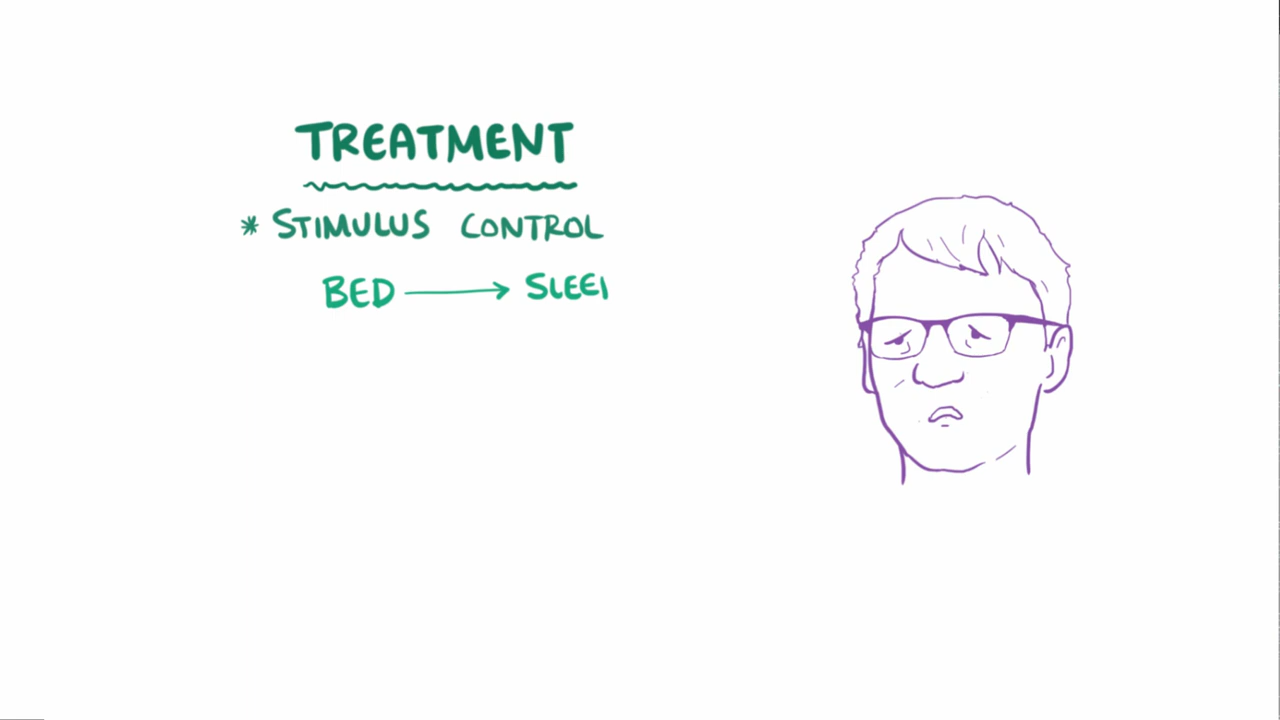 TREATMENT
* STIMULUS CONTROL
BED → SLEE